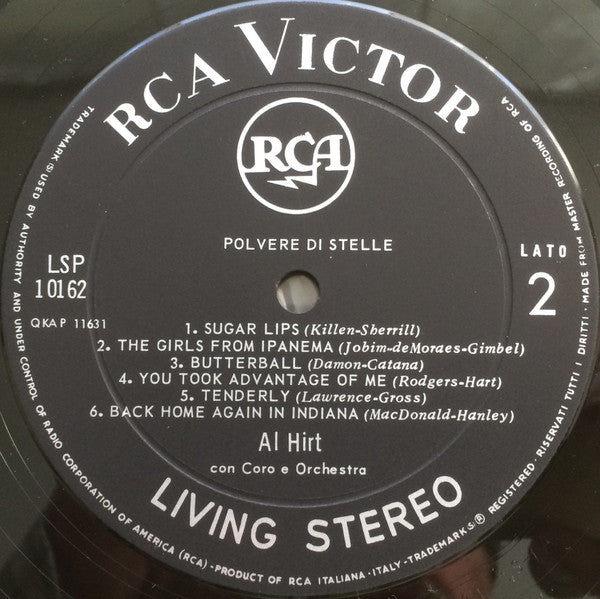 RCA VICTOR
RCA
POLVERE DI STELLE
LSP
10162
LATO
2
QKAP 11631
1. SUGAR LIPS (Killen-Sherrill)
2. THE GIRLS FROM IPANEMA (Jobim-deMoraes-Gimbel)
3. BUTTERBALL (Damon-Catana)
4. YOU TOOK ADVANTAGE OF ME (Rodgers-Hart)
5. TENDERLY (Lawrence-Gross)
6. BACK HOME AGAIN IN INDIANA (MacDonald-Hanley)
Al Hirt
con Coro e Orchestra
LIVING STEREO
TRADEMARK(S) USED BY AUTHORITY AND UNDER CONTROL OF RADIO CORPORATION OF AMERICA (RCA) - PRODUCT OF RCA ITALIANA - ITALY - TRADEMARKS ® REGISTERED - RISERVATI TUTTI I DIRITTI - MADE FROM MASTER RECORDING OF RCA